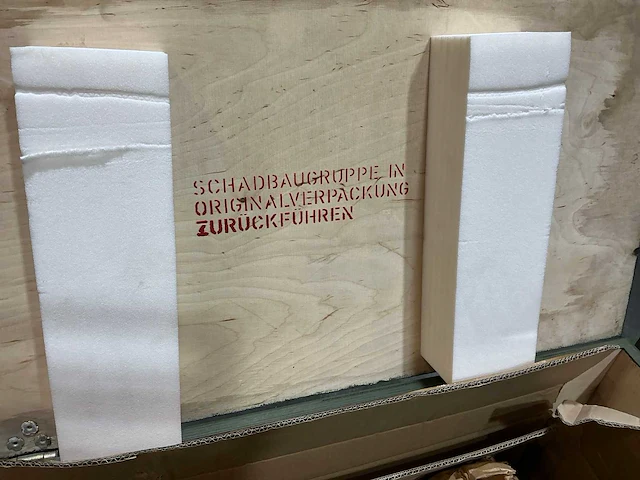 SCHADBAUGRUPPE IN
ORIGINALVERPACKUNG
ZURÜCKFÜHREN